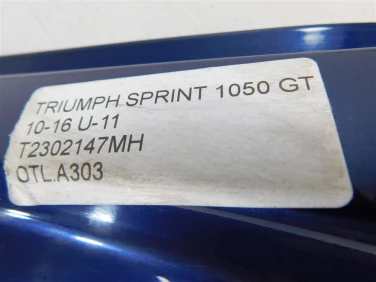 TRIUMPH SPRINT 1050 GT
10-16 U-11
T2302147MH
OTL.A303